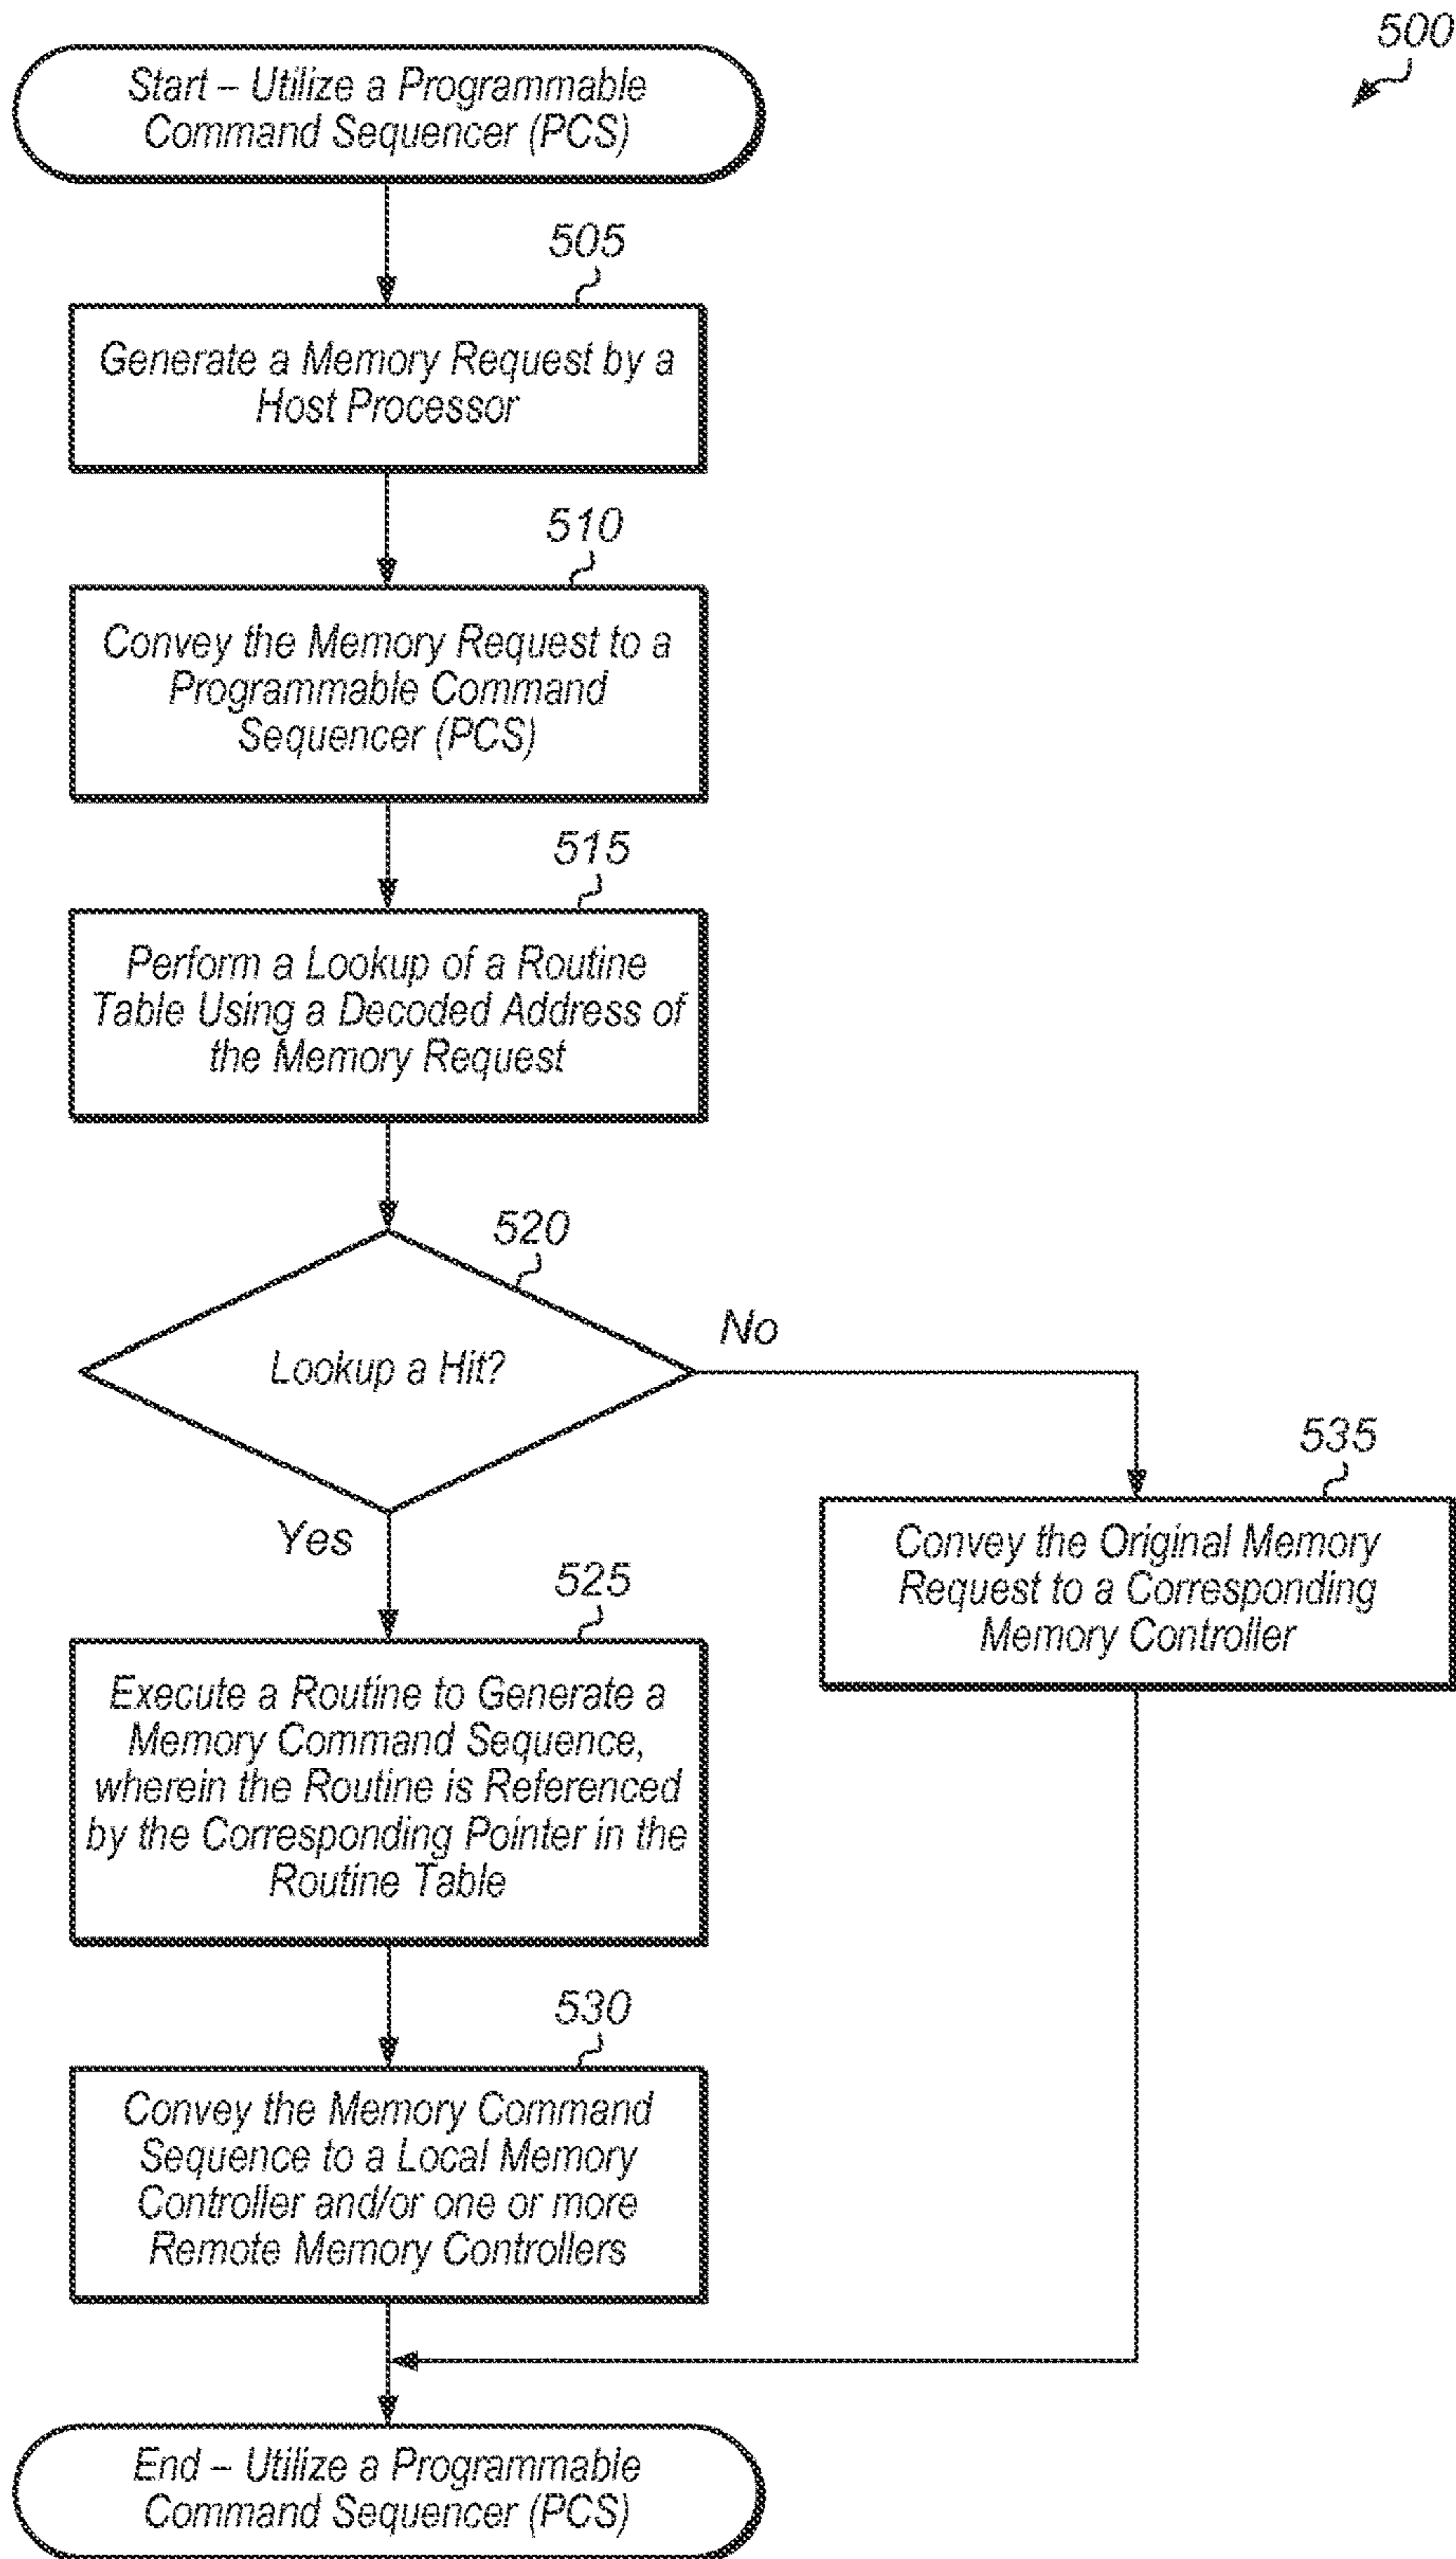 500
Start – Utilize a Programmable
Command Sequencer (PCS)
505
Generate a Memory Request by a
Host Processor
510
Convey the Memory Request to a
Programmable Command
Sequencer (PCS)
515
Perform a Lookup of a Routine
Table Using a Decoded Address of
the Memory Request
520
Lookup a Hit?
No
Yes
535
Convey the Original Memory
Request to a Corresponding
Memory Controller
525
Execute a Routine to Generate a
Memory Command Sequence,
wherein the Routine is Referenced
by the Corresponding Pointer in the
Routine Table
530
Convey the Memory Command
Sequence to a Local Memory
Controller and/or one or more
Remote Memory Controllers
End – Utilize a Programmable
Command Sequencer (PCS)